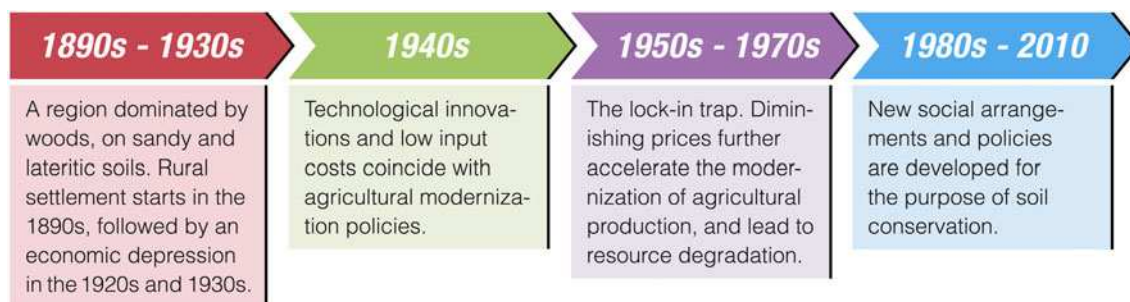 1890s - 1930s
A region dominated by
woods, on sandy and
lateritic soils. Rural
settlement starts in the
1890s, followed by an
economic depression
in the 1920s and 1930s.
1940s
Technological innova-
tions and low input
costs coincide with
agricultural moderniza-
tion policies.
1950s - 1970s
The lock-in trap. Dimin-
ishing prices further
accelerate the moder-
nization of agricultural
production, and lead to
resource degradation.
1980s - 2010
New social arrange-
ments and policies
are developed for
the purpose of soil
conservation.